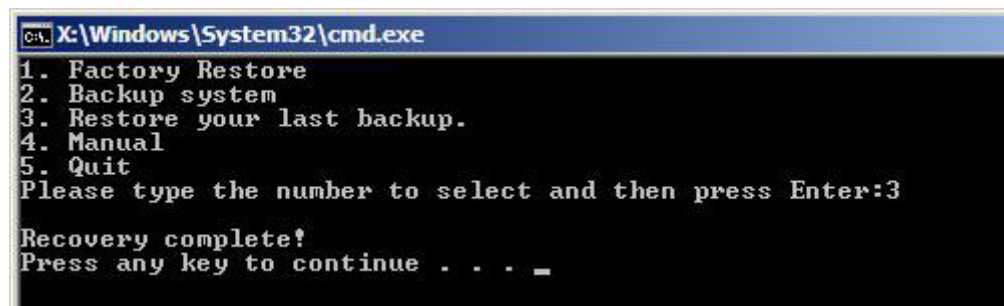 X:\Windows\System32\cmd.exe
1. Factory Restore
2. Backup system
3. Restore your last backup.
4. Manual
5. Quit
Please type the number to select and then press Enter:3
Recovery complete!
Press any key to continue . . . _